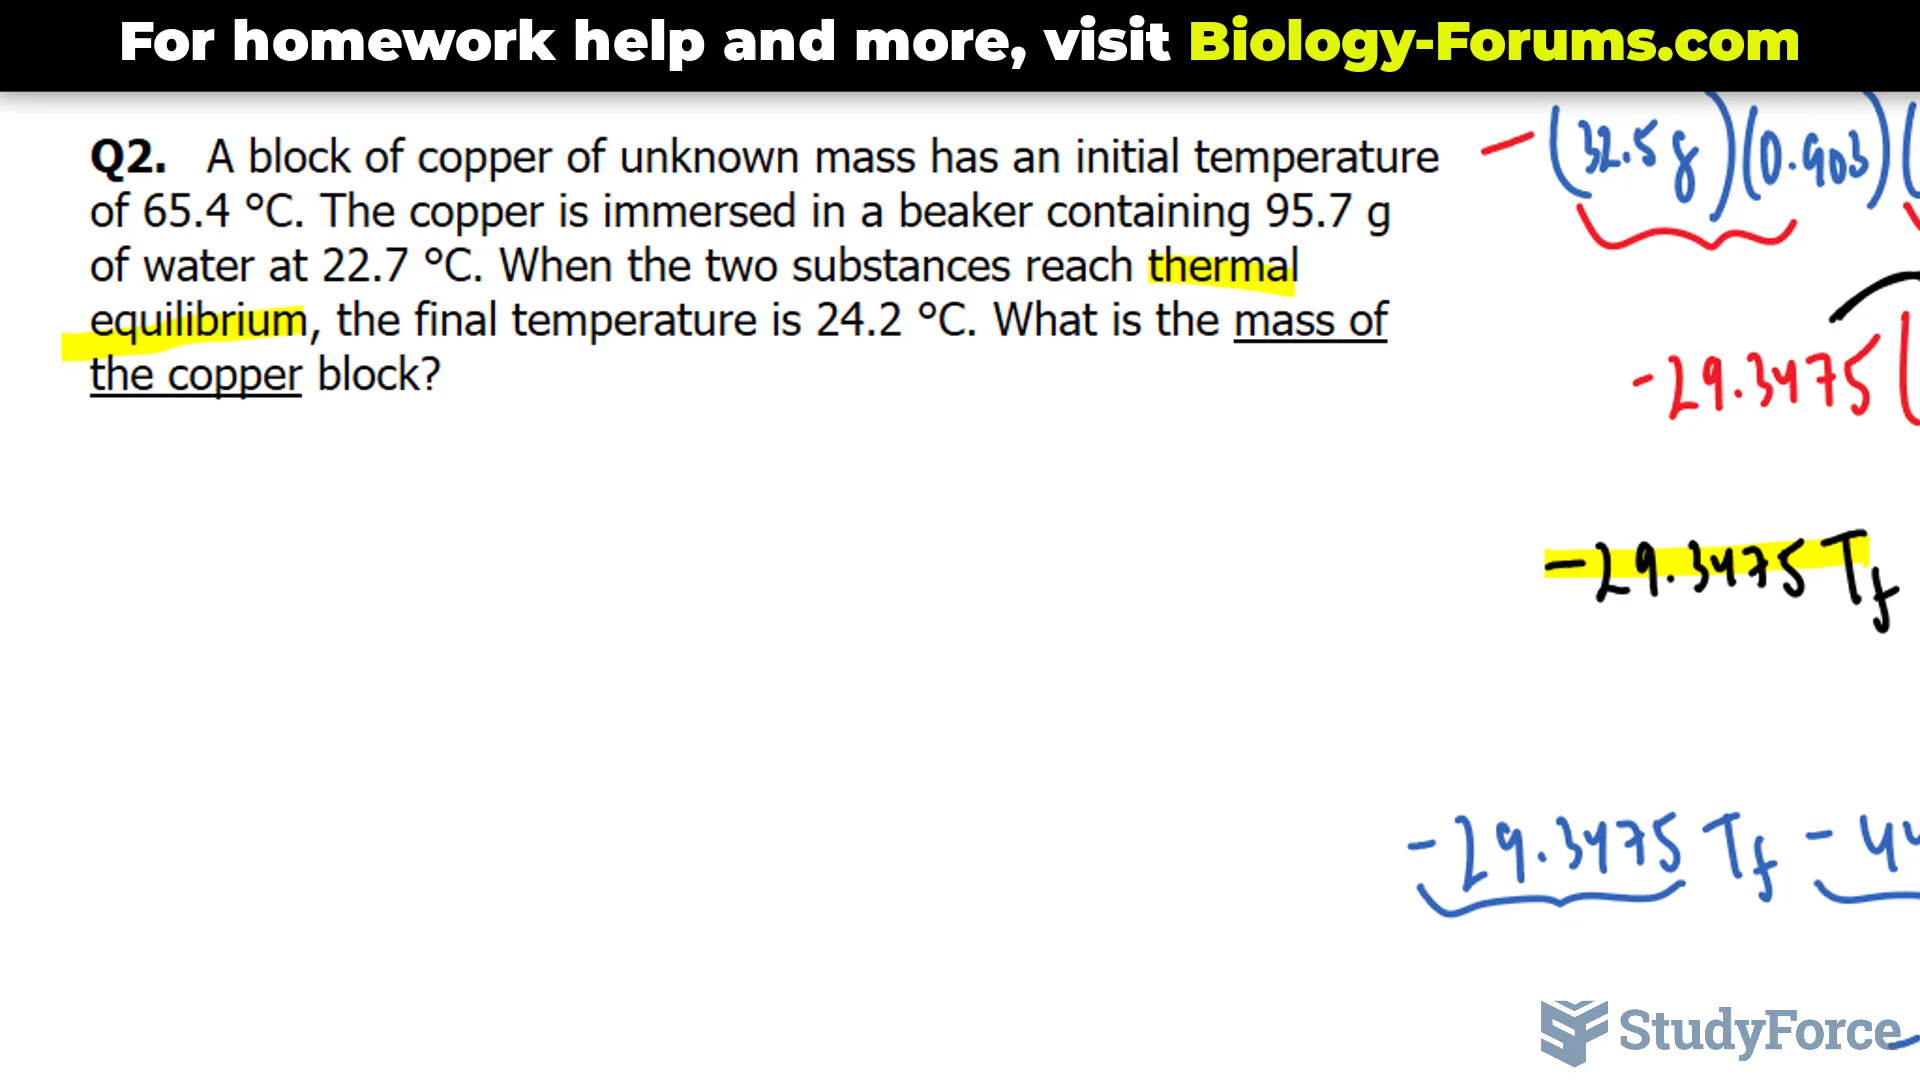 For homework help and more, visit Biology-Forums.com
Q2. A block of copper of unknown mass has an initial temperature
of 65.4 °C. The copper is immersed in a beaker containing 95.7 g
of water at 22.7 °C. When the two substances reach thermal
equilibrium, the final temperature is 24.2 °C. What is the mass of
the copper block?
-(32.5g)(0.903)(
-29.3475(
-29.3475 Tf
-29.3475 Tf - 44
StudyForce